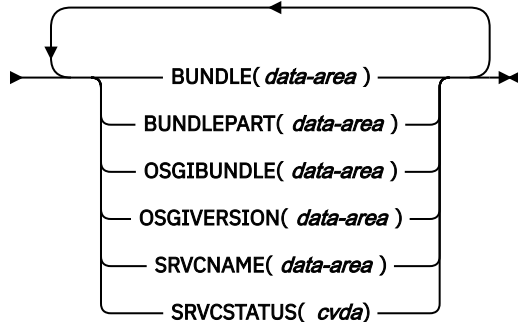 BUNDLE( data-area )
BUNDLEPART( data-area )
OSGIBUNDLE( data-area )
OSGIVERSION( data-area )
SRVCNAME( data-area )
SRVCSTATUS( cvda)